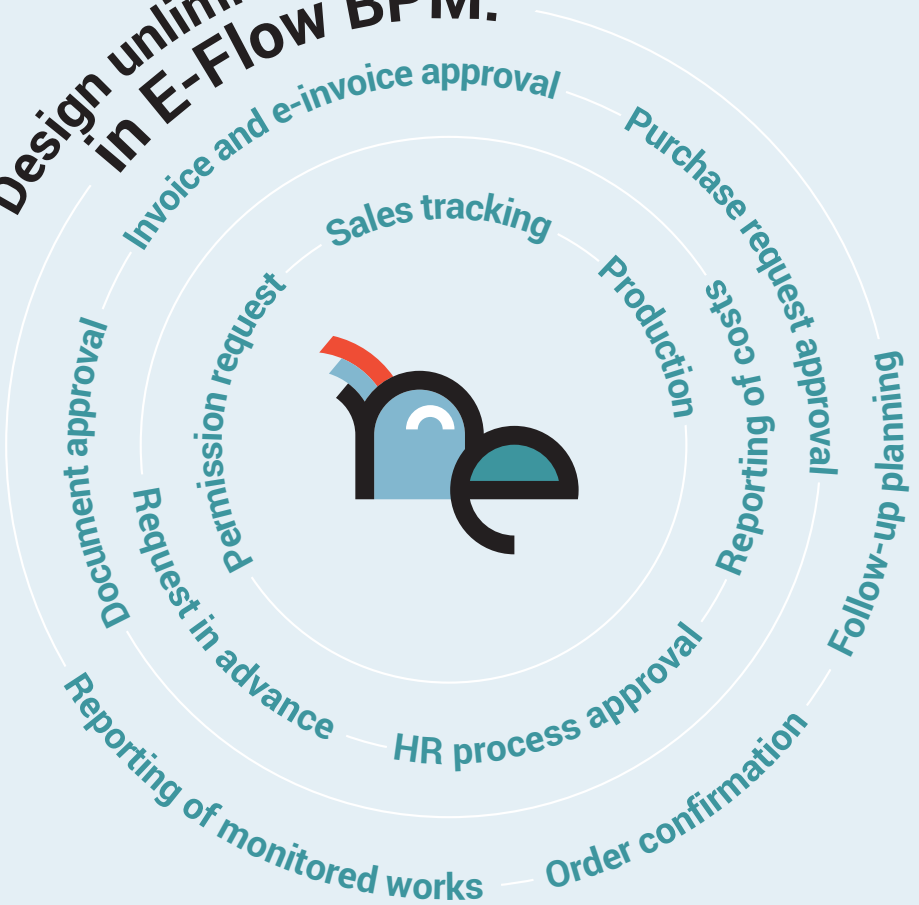 Design
in E-Flow BPM.
Invoice and e-invoice approval
Purchase request approval
Sales tracking
Production
Reporting of costs
Permission request
Document approval
Request in advance
HR process approval
Follow-up planning
Order confirmation
Reporting of monitored works